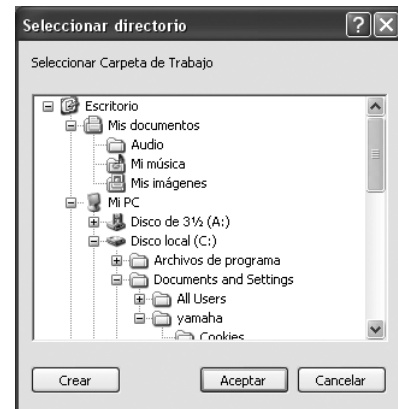 Seleccionar directorio
Seleccionar Carpeta de Trabajo
Escritorio
Mis documentos
Audio
Mi música
Mis imágenes
Mi PC
Disco de 3½ (A:)
Disco local (C:)
Archivos de programa
Documents and Settings
All Users
yamaha
Cookies
Crear Aceptar Cancelar